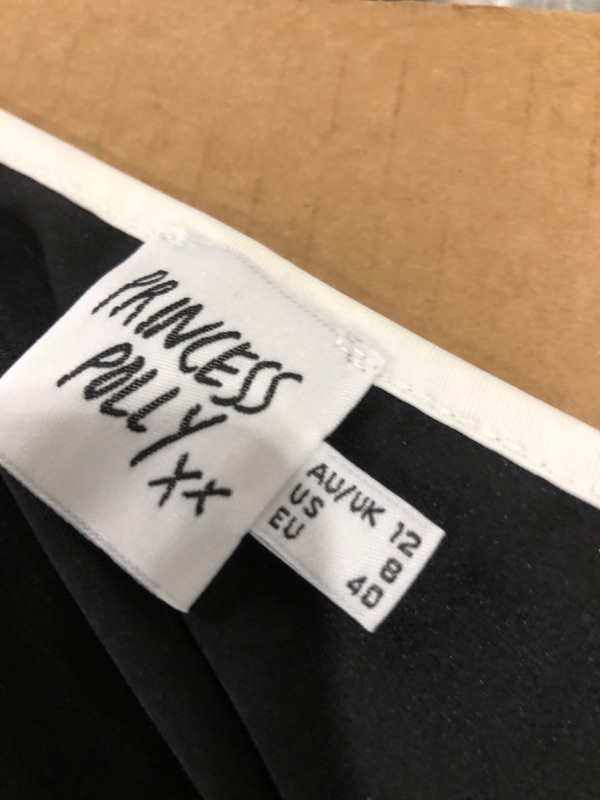 PRINCESS
POLLY
XX
AU/UK 12
US 8
EU 40